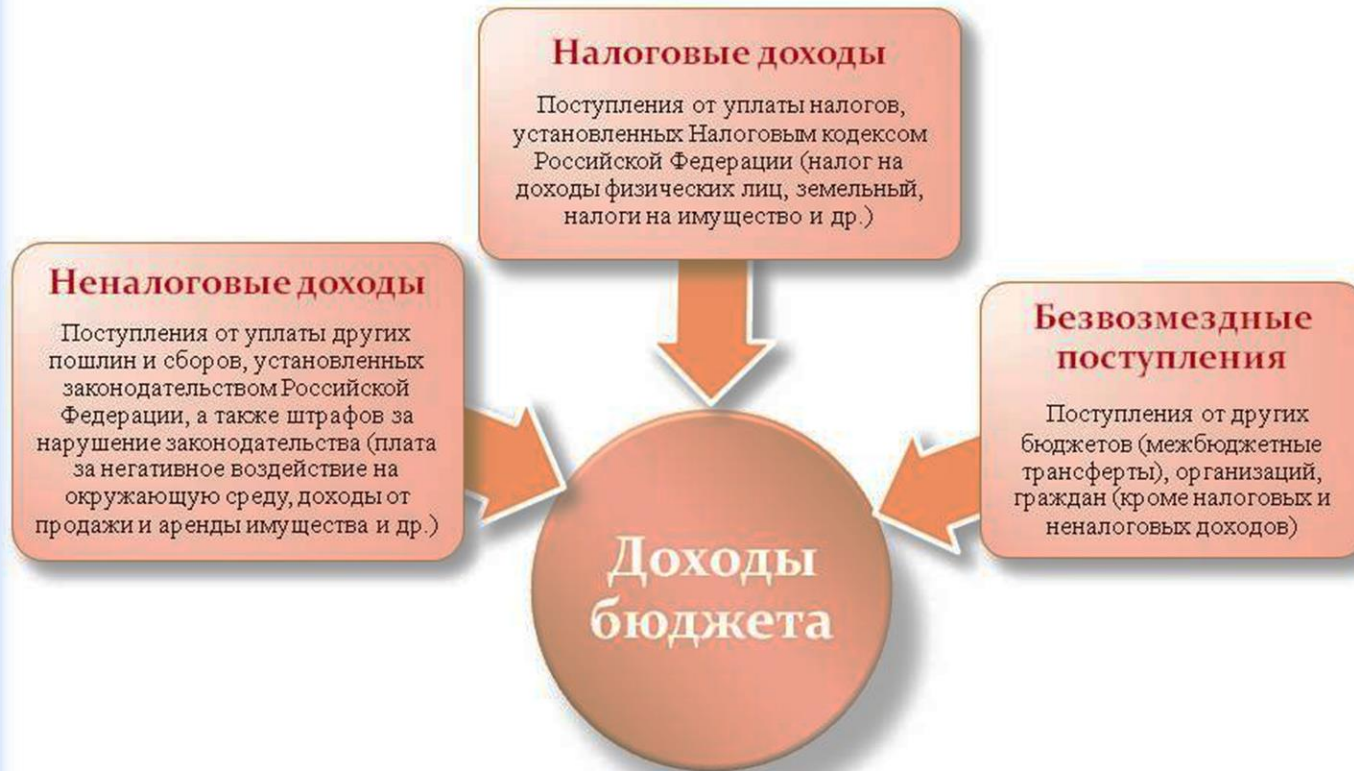 Налоговые доходы
Поступления от уплаты налогов,
установленных Налоговым кодексом
Российской Федерации (налог на
доходы физических лиц, земельный,
налоги на имущество и др.)
Неналоговые доходы
Поступления от уплаты других
пошлин и сборов, установленных
законодательством Российской
Федерации, а также штрафов за
нарушение законодательства (плата
за негативное воздействие на
окружающую среду, доходы от
продажи и аренды имущества и др.)
Безвозмездные
поступления
Поступления от других
бюджетов (межбюджетные
трансферты), организаций,
граждан (кроме налоговых и
неналоговых доходов)
Доходы
бюджета